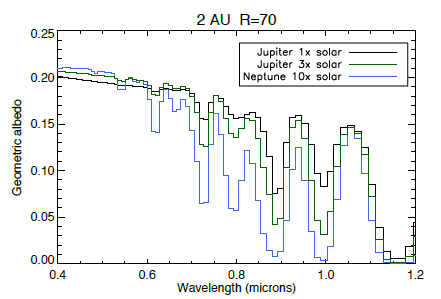 2 AU R=70
Jupiter 1x solar
Jupiter 3x solar
Neptune 10x solar
Geometric albedo
0.25
0.20
0.15
0.10
0.05
0.00
0.4 0.6 0.8 1.0 1.2
Wavelength (microns)